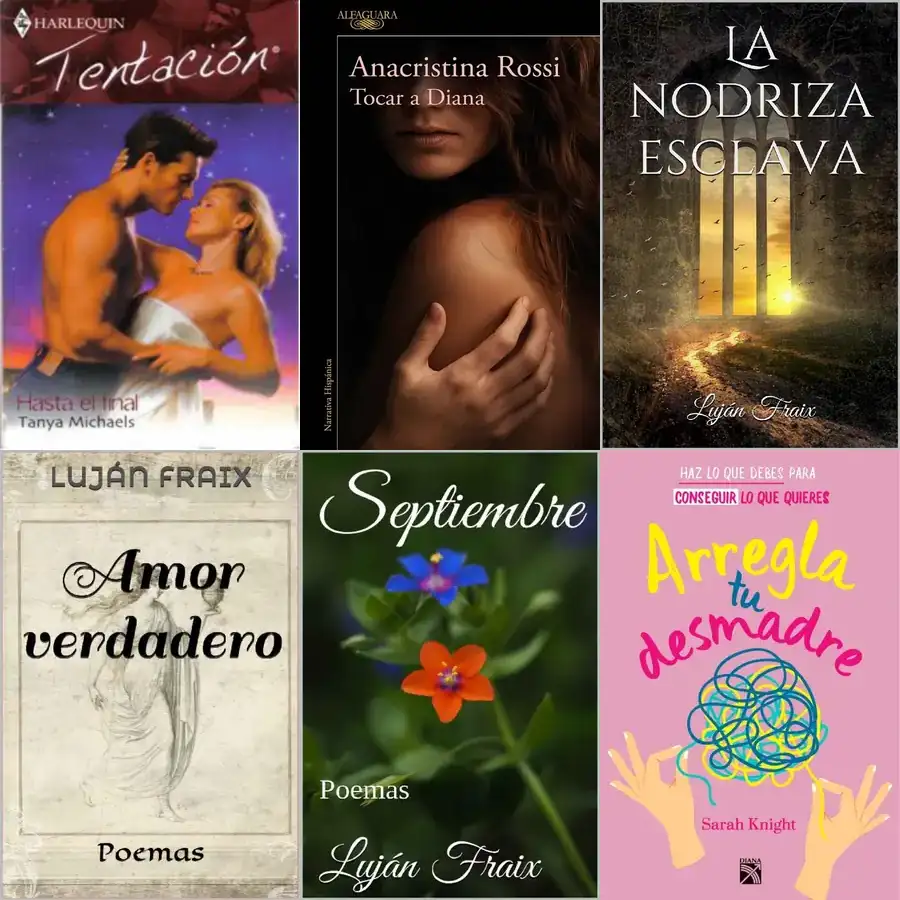 HARLEQUIN
Tentación®
Hasta el final
Tanya Michaels
ALFAGUARA
Anacristina Rossi
Tocar a Diana
Narrativa Hispánica
LA
NODRIZA
ESCLAVA
Luján Fraix
LUJÁN FRAIX
Amor
verdadero
Poemas
Septiembre
Poemas
Luján Fraix
HAZ LO QUE DEBES PARA
CONSEGUIR LO QUE QUIERES
Arregla
tu
desmadre
Sarah Knight
DIANA